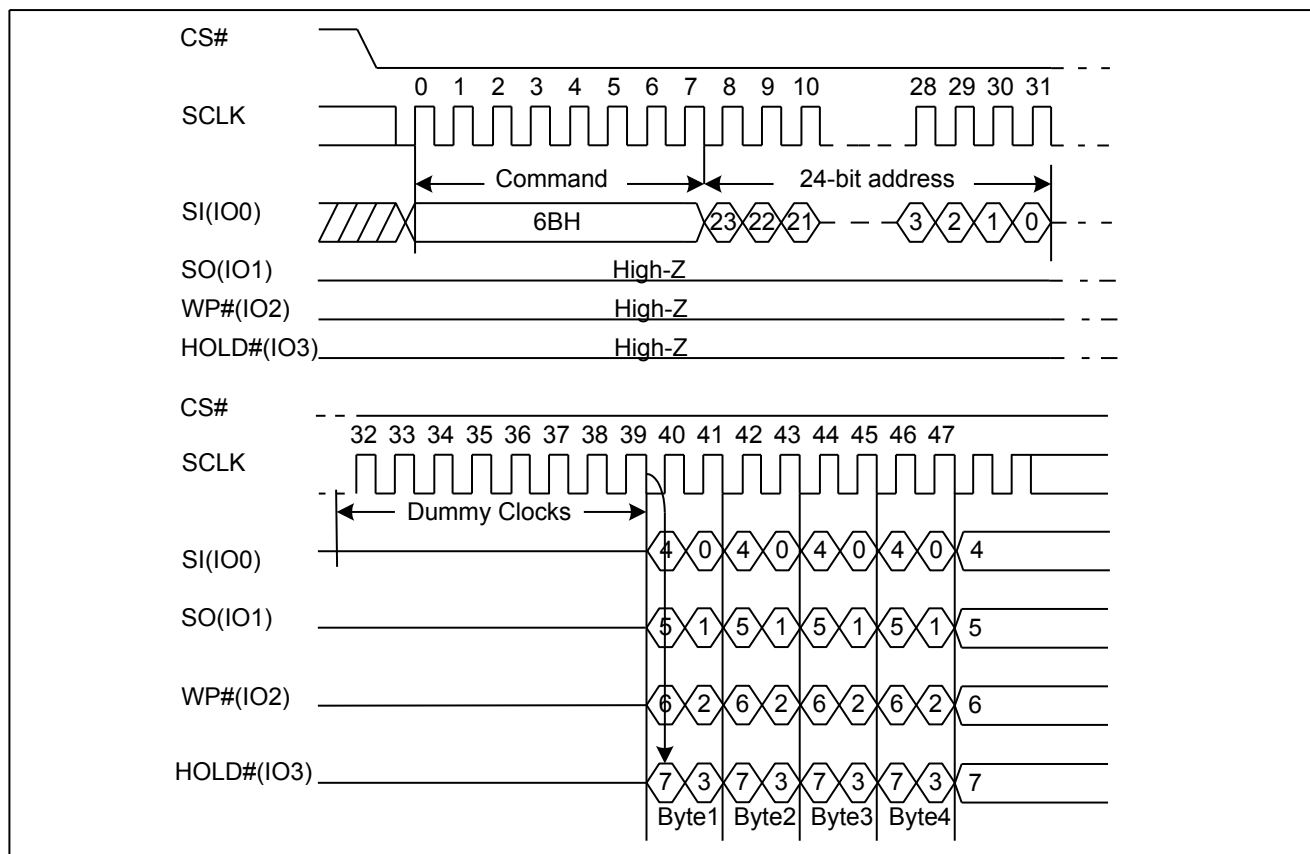 CS#
0 1 2 3 4 5 6 7 8 9 10 28 29 30 31
SCLK
Command 24-bit address
SI(IO0) 6BH 23 22 21 3 2 1 0
SO(IO1) High-Z
WP#(IO2) High-Z
HOLD#(IO3) High-Z
CS#
32 33 34 35 36 37 38 39 40 41 42 43 44 45 46 47
SCLK
Dummy Clocks
SI(IO0) 4 0 4 0 4 0 4 0 4
SO(IO1) 5 1 5 1 5 1 5 1 5
WP#(IO2) 6 2 6 2 6 2 6 2 6
HOLD#(IO3) 7 3 7 3 7 3 7 3 7
Byte1 Byte2 Byte3 Byte4